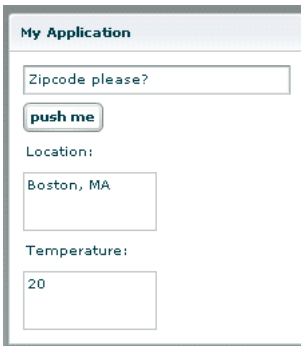 My Application
Zipcode please?
push me
Location:
Boston, MA
Temperature:
20